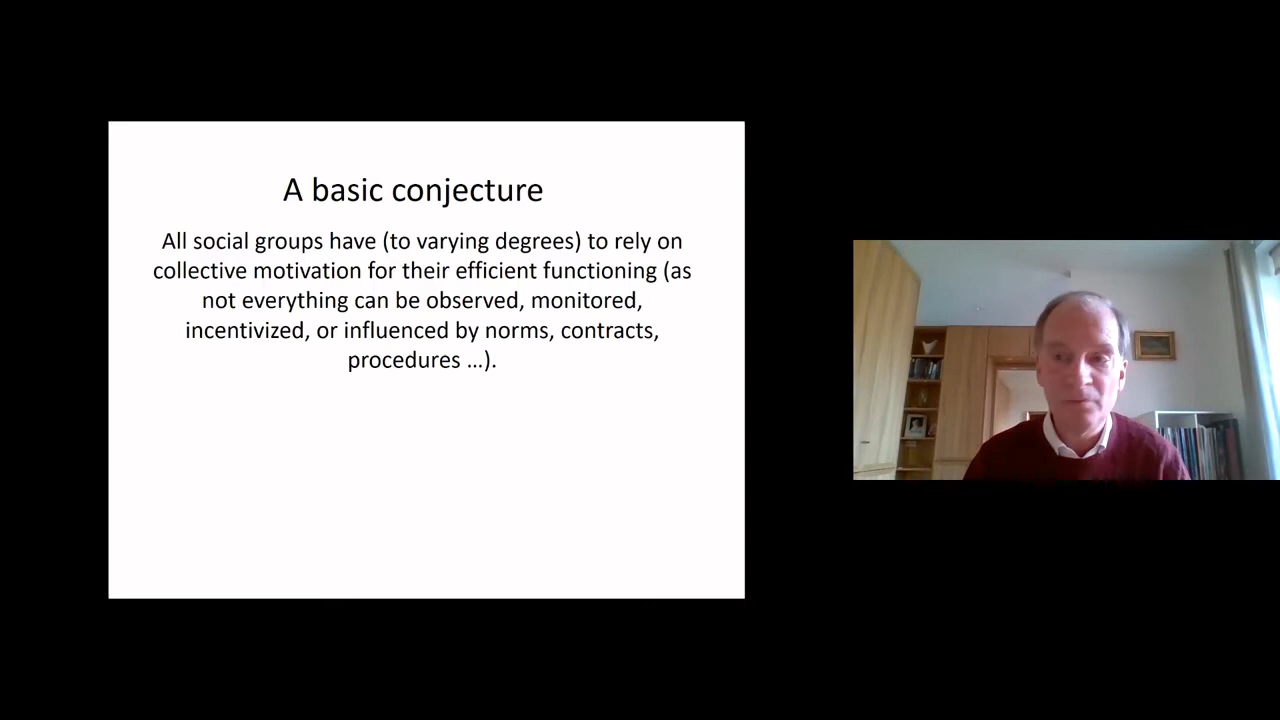 A basic conjecture
All social groups have (to varying degrees) to rely on
collective motivation for their efficient functioning (as
not everything can be observed, monitored,
incentivized, or influenced by norms, contracts,
procedures ...).